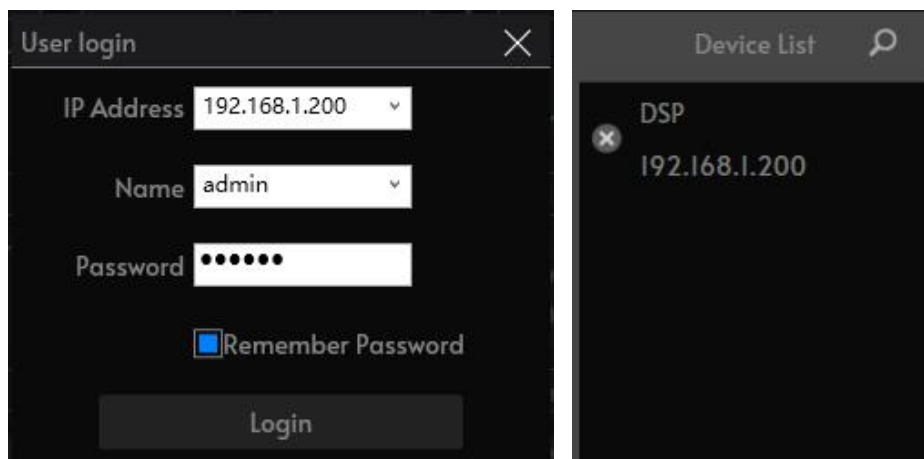 User login
IP Address 192.168.1.200
Name admin
Password ●●●●●●
Remember Password
Login
Device List
DSP
192.168.1.200